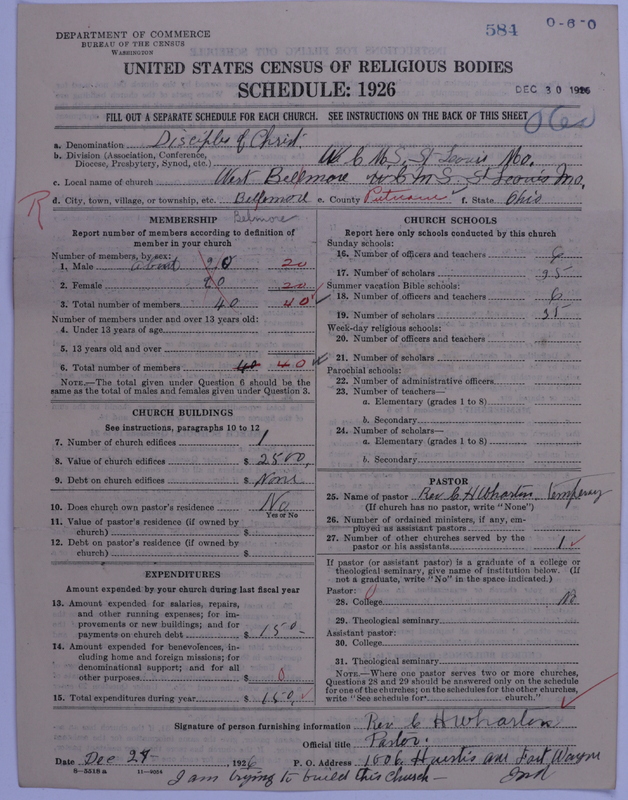 584 0-6-0
DEPARTMENT OF COMMERCE
BUREAU OF THE CENSUS
WASHINGTON
UNITED STATES CENSUS OF RELIGIOUS BODIES
SCHEDULE: 1926
DEC 30 1926
FILL OUT A SEPARATE SCHEDULE FOR EACH CHURCH. SEE INSTRUCTIONS ON THE BACK OF THIS SHEET
060
a. Denomination Disciples of Christ
b. Division (Association, Conference, Diocese, Presbytery, Synod, etc.) U C M S, St Louis Mo.
c. Local name of church West Bellmore U C M S St Louis Mo.
R
d. City, town, village, or township, etc. Bellmore e. County Putnam f. State Ohio
Belmore
MEMBERSHIP
Report number of members according to definition of member in your church
Number of members, by sex:
1. Male about 20 20
2. Female 20 20
3. Total number of members 40 40
Number of members under and over 13 years old:
4. Under 13 years of age
5. 13 years old and over
6. Total number of members 40 40
NOTE.—The total given under Question 6 should be the same as the total of males and females given under Question 3.
CHURCH BUILDINGS
See instructions, paragraphs 10 to 12
7. Number of church edifices 1
8. Value of church edifices $ 2500,
9. Debt on church edifices $ None
10. Does church own pastor's residence No
Yes or No
11. Value of pastor's residence (if owned by church) $
12. Debt on pastor's residence (if owned by church) $
EXPENDITURES
Amount expended by your church during last fiscal year
13. Amount expended for salaries, repairs, and other running expenses; for improvements or new buildings; and for payments on church debt $ 150-
14. Amount expended for benevolences, including home and foreign missions; for denominational support; and for all other purposes $ 0
15. Total expenditures during year $ 150,
CHURCH SCHOOLS
Report here only schools conducted by this church
Sunday schools:
16. Number of officers and teachers 6
17. Number of scholars 35
Summer vacation Bible schools:
18. Number of officers and teachers 6
19. Number of scholars 35
Week-day religious schools:
20. Number of officers and teachers
21. Number of scholars
Parochial schools:
22. Number of administrative officers
23. Number of teachers—
a. Elementary (grades 1 to 8)
b. Secondary
24. Number of scholars—
a. Elementary (grades 1 to 8)
b. Secondary
PASTOR
25. Name of pastor Rev C H Wharton
(If church has no pastor, write "None")
26. Number of ordained ministers, if any, employed as assistant pastors
27. Number of other churches served by the pastor or his assistants 1
If pastor (or assistant pastor) is a graduate of a college or theological seminary, give name of institution below. (If not a graduate, write "No" in the space indicated.)
Pastor:
28. College 0 No
29. Theological seminary
Assistant pastor:
30. College
31. Theological seminary
NOTE.—Where one pastor serves two or more churches, Questions 28 and 29 should be answered only on the schedule for one of the churches; on the schedules for the other churches, write "See schedule for church."
Signature of person furnishing information Rev C H Wharton
Official title Pastor.
Date Dec 28- , 1926 P. O. Address 1006 Huestis ave Fort Wayne
8-5518 a 11-9054 Ind
I am trying to build this church—